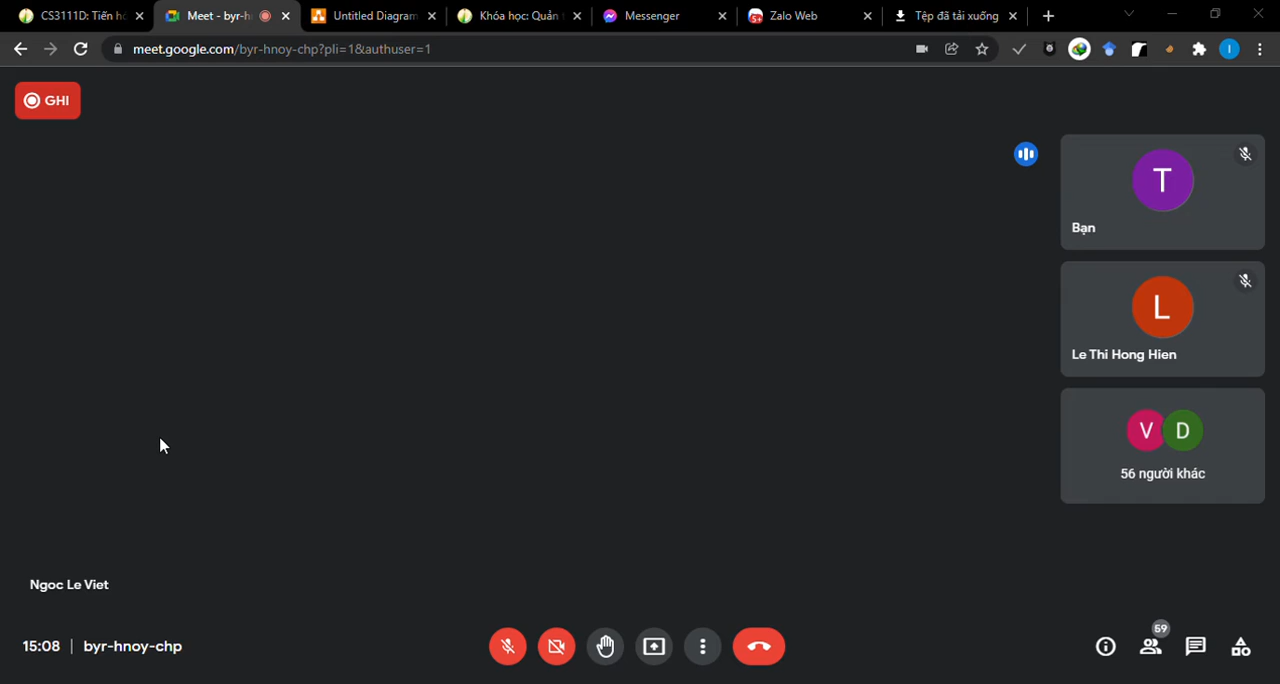 CS3111D: Tiến h
Meet - byr-h
Untitled Diagram
Khóa học: Quản
Messenger
Zalo Web
Tệp đã tải xuống
meet.google.com/byr-hnoy-chp?pli=1&authuser=1
I
GHI
T
Bạn
L
Le Thi Hong Hien
V
D
56 người khác
Ngoc Le Viet
15:08 | byr-hnoy-chp
59